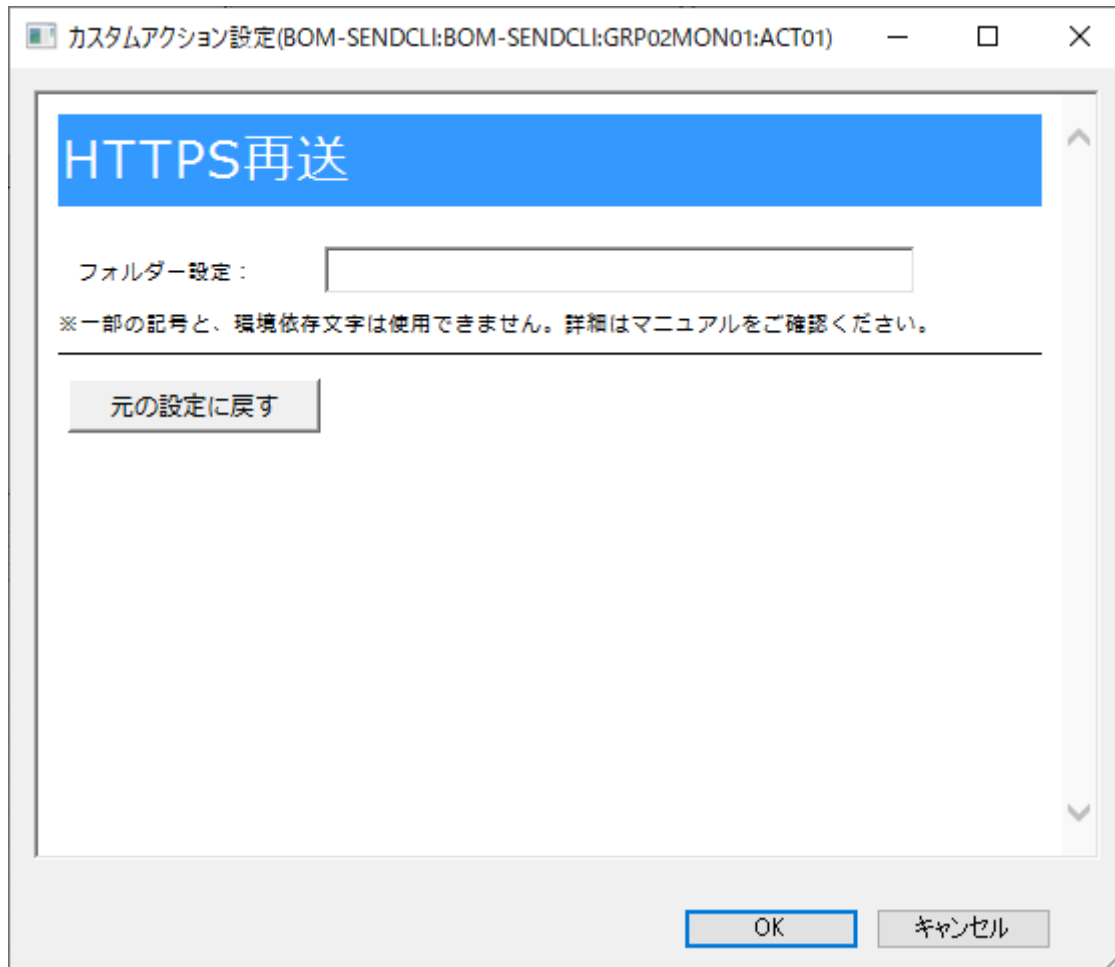 カスタムアクション設定(BOM-SENDCLI:BOM-SENDCLI:GRP02MON01:ACT01)
HTTPS再送
フォルダー設定：
※一部の記号と、環境依存文字は使用できません。詳細はマニュアルをご確認ください。
元の設定に戻す
OK
キャンセル